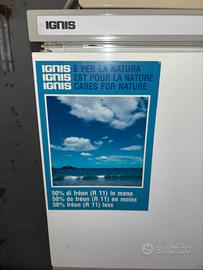 IGNIS
IGNIS È PER LA NATURA
IGNIS EST POUR LA NATURE
IGNIS CARES FOR NATURE
50% di fréon (R 11) in meno
50% de fréon (R 11) en moins
50% fréon (R 11) less
subito